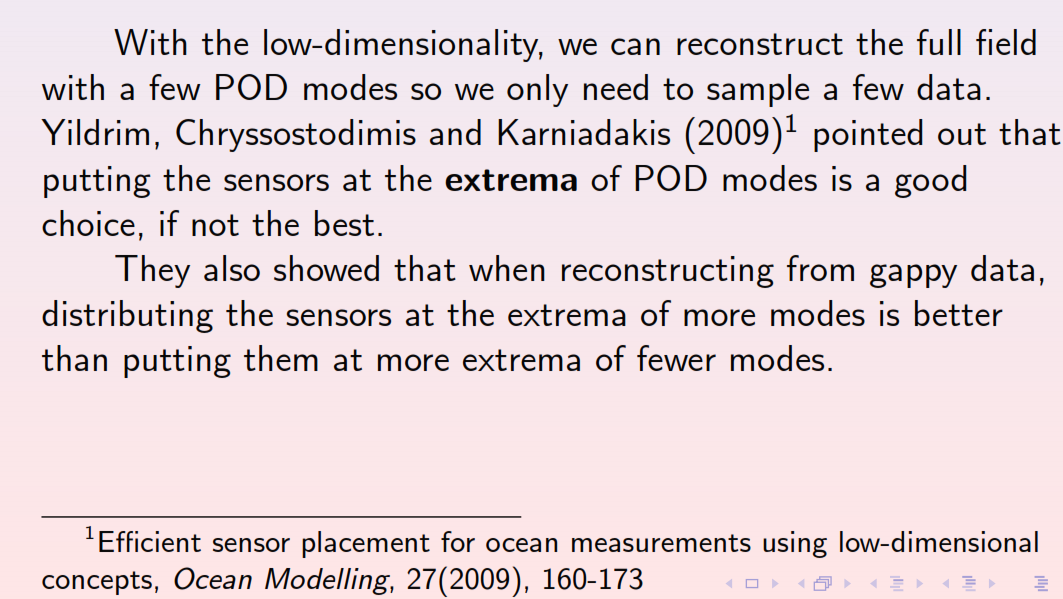 With the low-dimensionality, we can reconstruct the full field
with a few POD modes so we only need to sample a few data.
Yildrim, Chryssostodimis and Karniadakis (2009)¹ pointed out that
putting the sensors at the extrema of POD modes is a good
choice, if not the best.
They also showed that when reconstructing from gappy data,
distributing the sensors at the extrema of more modes is better
than putting them at more extrema of fewer modes.
¹Efficient sensor placement for ocean measurements using low-dimensional
concepts, Ocean Modelling, 27(2009), 160-173